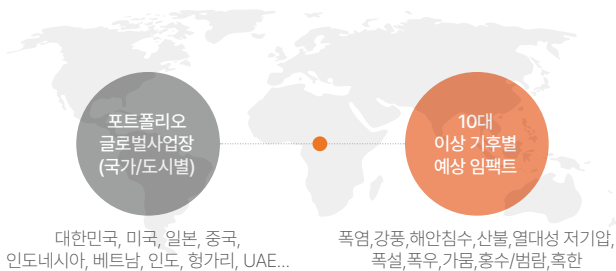 포트폴리오
글로벌사업장
(국가/도시별)
10대
이상 기후별
예상 임팩트
대한민국, 미국, 일본, 중국,
인도네시아, 베트남, 인도, 헝가리, UAE...
폭염,강풍,해안침수,산불,열대성 저기압,
폭설,폭우,가뭄,홍수/범람,혹한